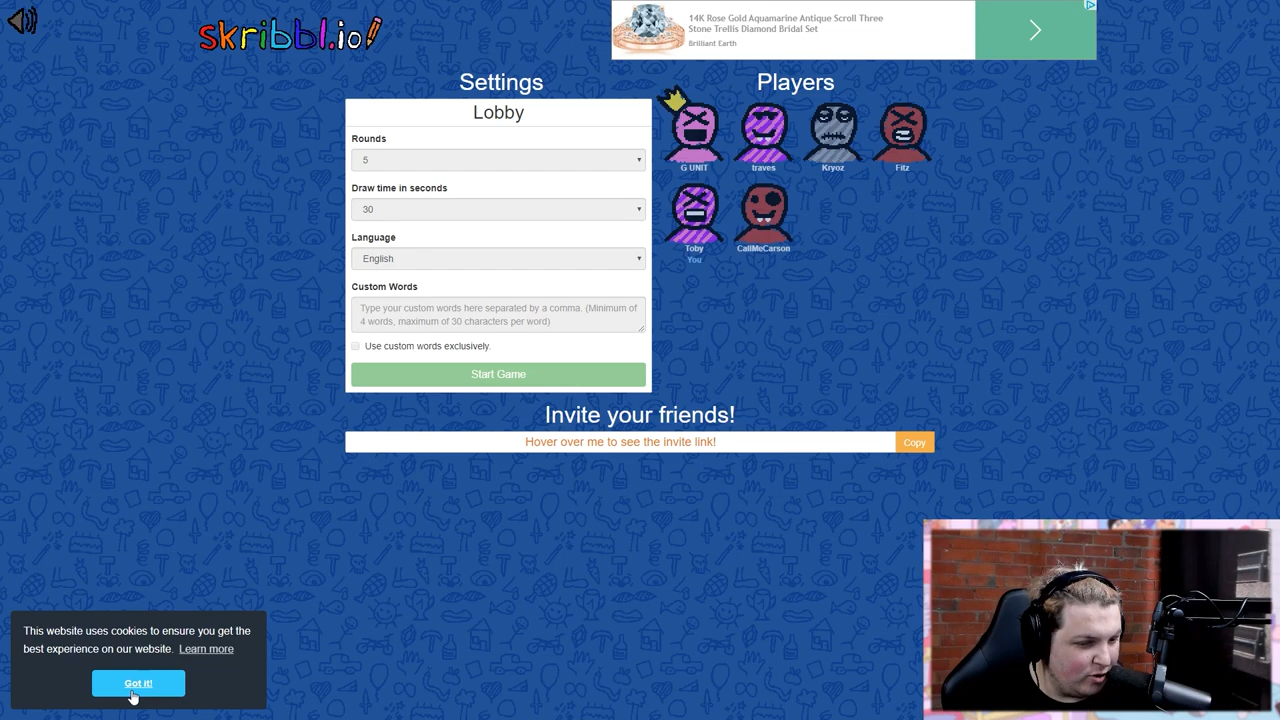 skribbl.io
14K Rose Gold Aquamarine Antique Scroll Three
Stone Trellis Diamond Bridal Set
Brilliant Earth
Settings
Lobby
Rounds
5
Draw time in seconds
30
Language
English
Custom Words
Type your custom words here separated by a comma. (Minimum of
4 words, maximum of 30 characters per word)
Use custom words exclusively.
Start Game
Players
G UNIT
traves
Kryoz
Fitz
Toby
You
CallMeCarson
Invite your friends!
Hover over me to see the invite link!
Copy
This website uses cookies to ensure you get the
best experience on our website. Learn more
Got it!